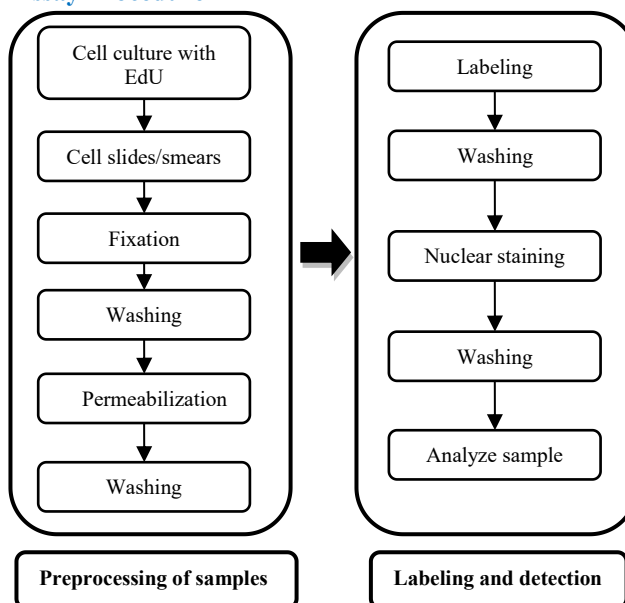 Cell culture with
EdU
Cell slides/smears
Fixation
Washing
Permeabilization
Washing
Preprocessing of samples
Labeling
Washing
Nuclear staining
Washing
Analyze sample
Labeling and detection